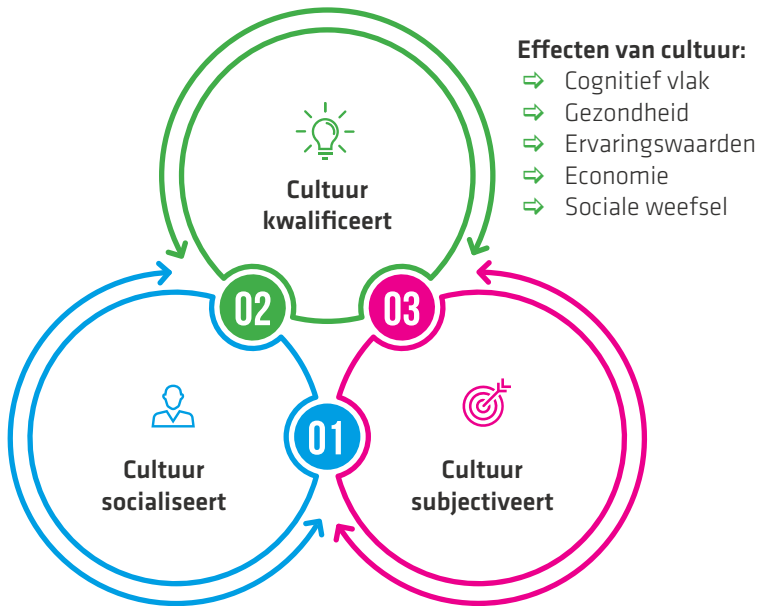 Effecten van cultuur:
Cognitief vlak
Gezondheid
Ervaringswaarden
Economie
Sociale weefsel
Cultuur
kwalificeert
02
03
01
Cultuur
socialiseert
Cultuur
subjectiveert